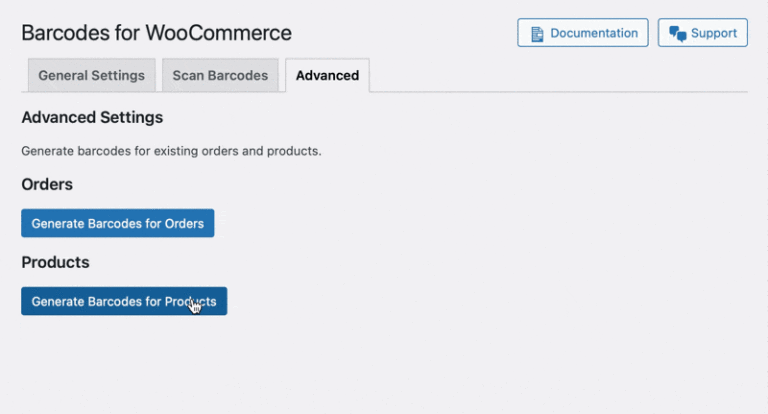 Barcodes for WooCommerce
Documentation
Support
General Settings
Scan Barcodes
Advanced
Advanced Settings
Generate barcodes for existing orders and products.
Orders
Generate Barcodes for Orders
Products
Generate Barcodes for Products